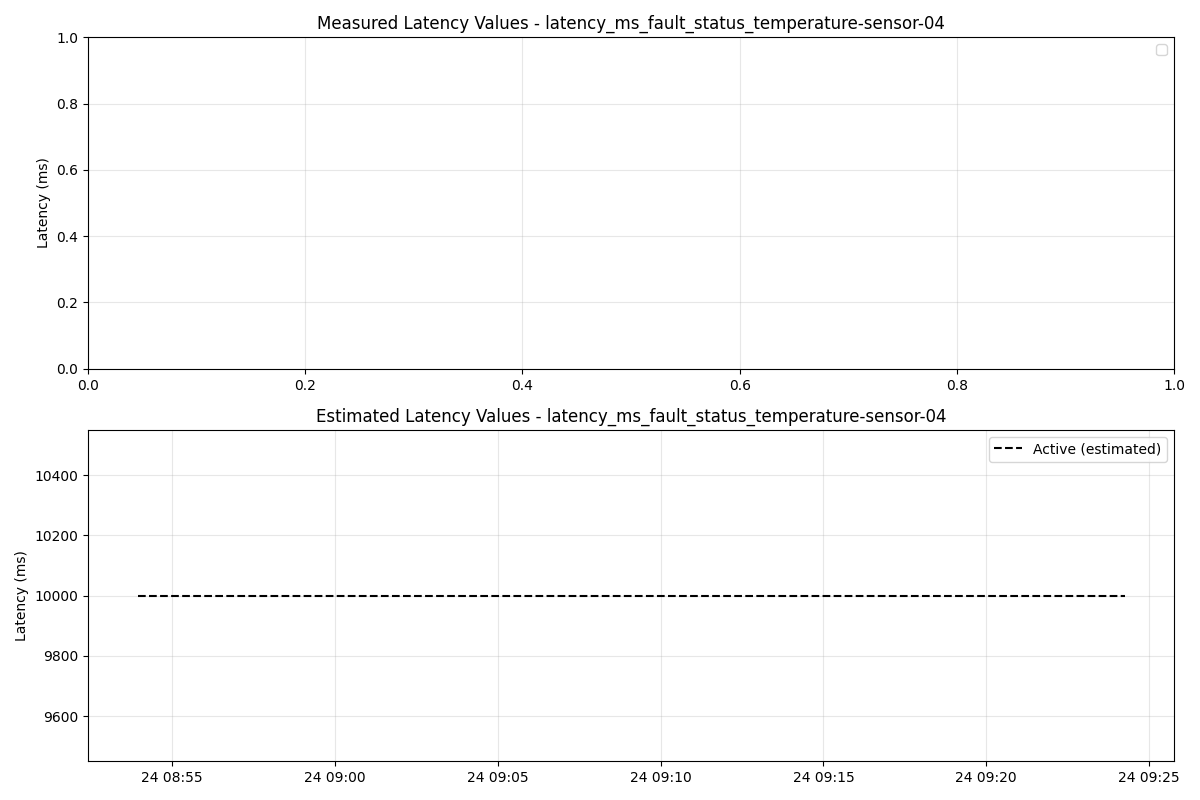 Measured Latency Values - latency_ms_fault_status_temperature-sensor-04
1.0
0.8
0.6
0.4
0.2
0.0
Latency (ms)
0.0 0.2 0.4 0.6 0.8 1.0
Estimated Latency Values - latency_ms_fault_status_temperature-sensor-04
Active (estimated)
10400
10200
10000
9800
9600
Latency (ms)
24 08:55 24 09:00 24 09:05 24 09:10 24 09:15 24 09:20 24 09:25